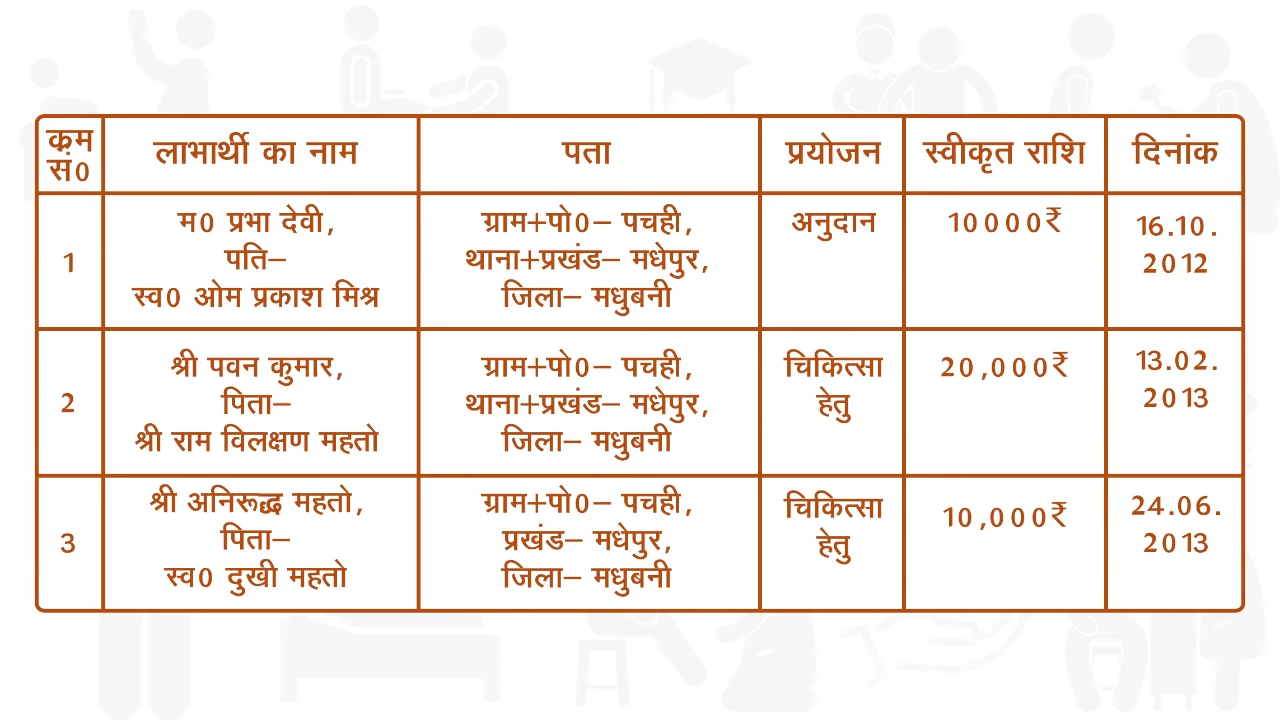 क्रम सं0 लाभार्थी का नाम पता प्रयोजन स्वीकृत राशि दिनांक
1
म0 प्रभा देवी,
पति–
स्व0 ओम प्रकाश मिश्र
ग्राम+पो0– पचही,
थाना+प्रखंड– मधेपुर,
जिला– मधुबनी
अनुदान
10000₹
16.10.
2012
2
श्री पवन कुमार,
पिता–
श्री राम विलक्षण महतो
ग्राम+पो0– पचही,
थाना+प्रखंड– मधेपुर,
जिला– मधुबनी
चिकित्सा
हेतु
20,000₹
13.02.
2013
3
श्री अनिरूद्ध महतो,
पिता–
स्व0 दुखी महतो
ग्राम+पो0– पचही,
प्रखंड– मधेपुर,
जिला– मधुबनी
चिकित्सा
हेतु
10,000₹
24.06.
2013